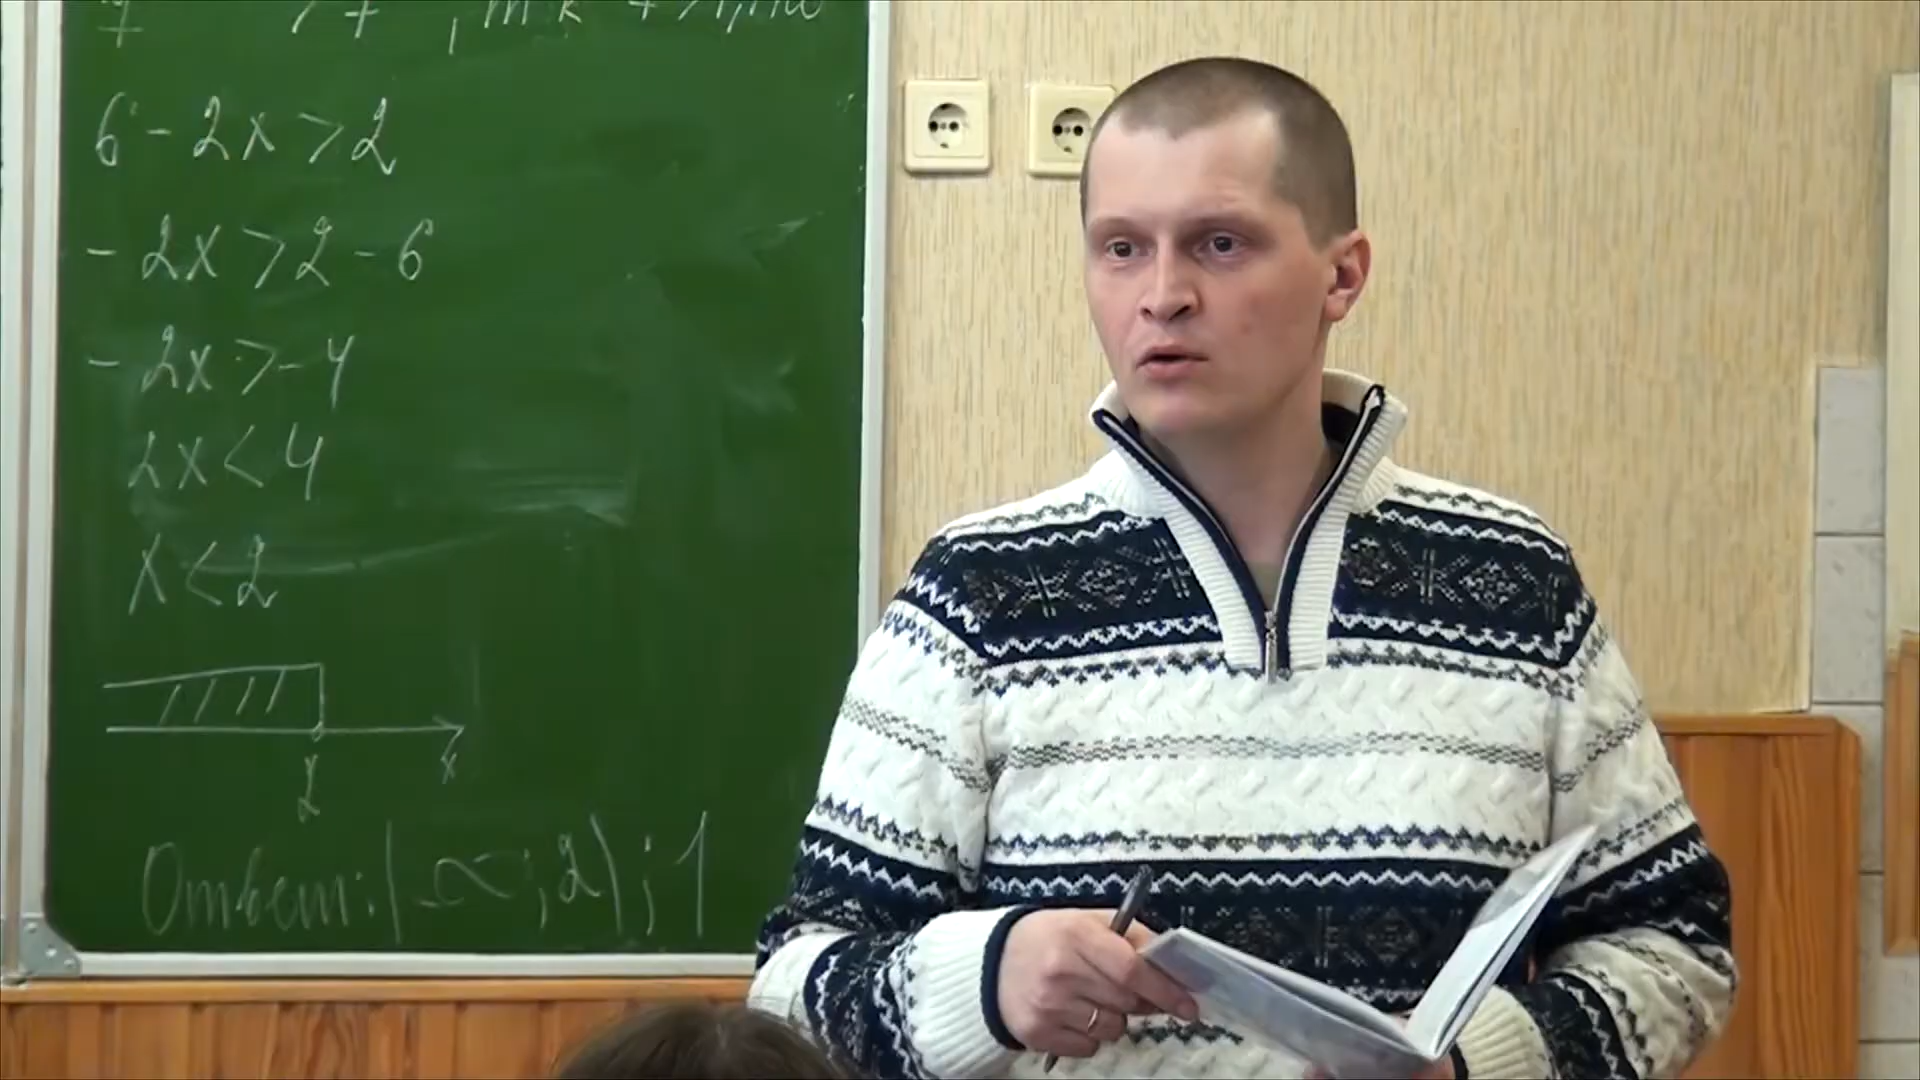 6 - 2x > 2
- 2x > 2 - 6
- 2x > - 4
2x < 4
x < 2
2 x
Ответ: (-∞; 2); 1